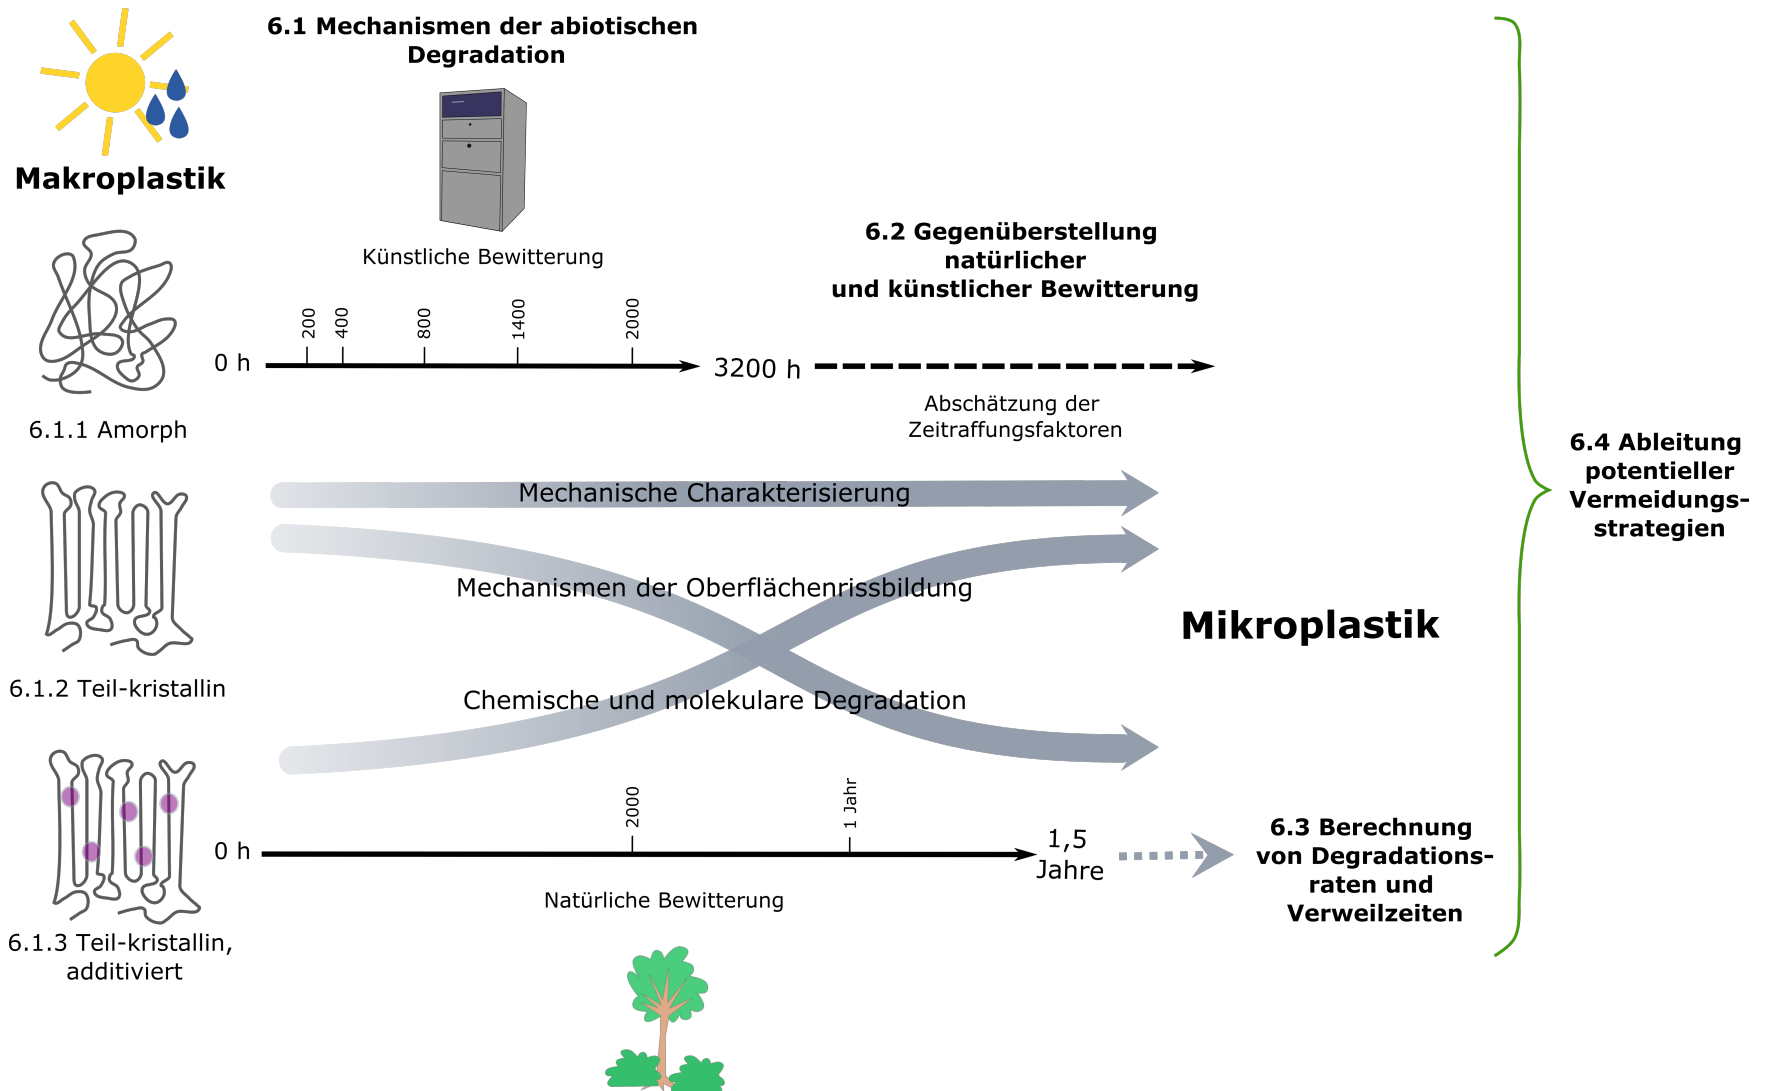 6.1 Mechanismen der abiotischen
Degradation
Makroplastik
Künstliche Bewitterung
6.2 Gegenüberstellung
natürlicher
und künstlicher Bewitterung
0 h
200
400
800
1400
2000
3200 h
Abschätzung der
Zeitraffungsfaktoren
6.1.1 Amorph
6.4 Ableitung
potentieller
Vermeidungs-
strategien
Mechanische Charakterisierung
Mechanismen der Oberflächenrissbildung
Mikroplastik
6.1.2 Teil-kristallin
Chemische und molekulare Degradation
0 h
2000
1 Jahr
1,5
Jahre
6.3 Berechnung
von Degradations-
raten und
Verweilzeiten
Natürliche Bewitterung
6.1.3 Teil-kristallin,
additiviert